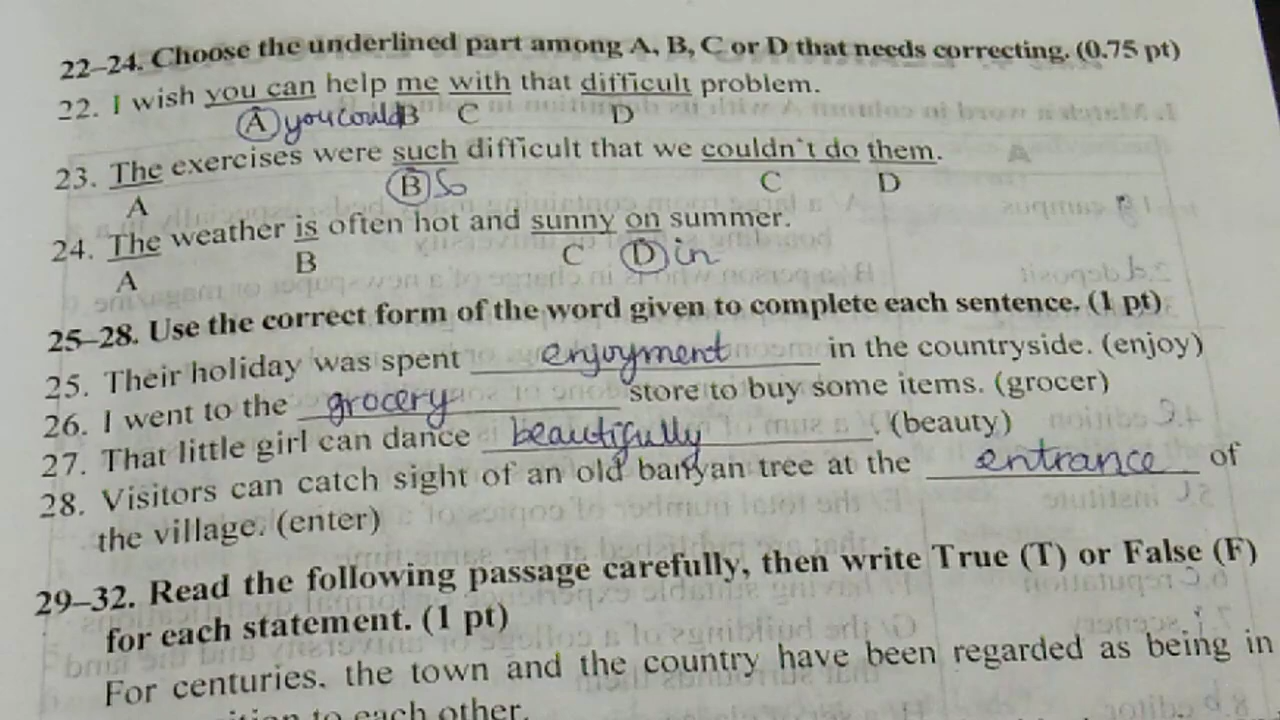 22–24. Choose the underlined part among A, B, C or D that needs correcting. (0.75 pt)
22. I wish you can help me with that difficult problem.
A you could B C D
23. The exercises were such difficult that we couldn't do them.
A B so C D
24. The weather is often hot and sunny on summer.
A B C D in
25–28. Use the correct form of the word given to complete each sentence. (1 pt)
25. Their holiday was spent enjoyment in the countryside. (enjoy)
26. I went to the grocery store to buy some items. (grocer)
27. That little girl can dance beautifully. (beauty)
28. Visitors can catch sight of an old banyan tree at the entrance of
the village. (enter)
29–32. Read the following passage carefully, then write True (T) or False (F)
for each statement. (1 pt)
For centuries, the town and the country have been regarded as being in
to each other.